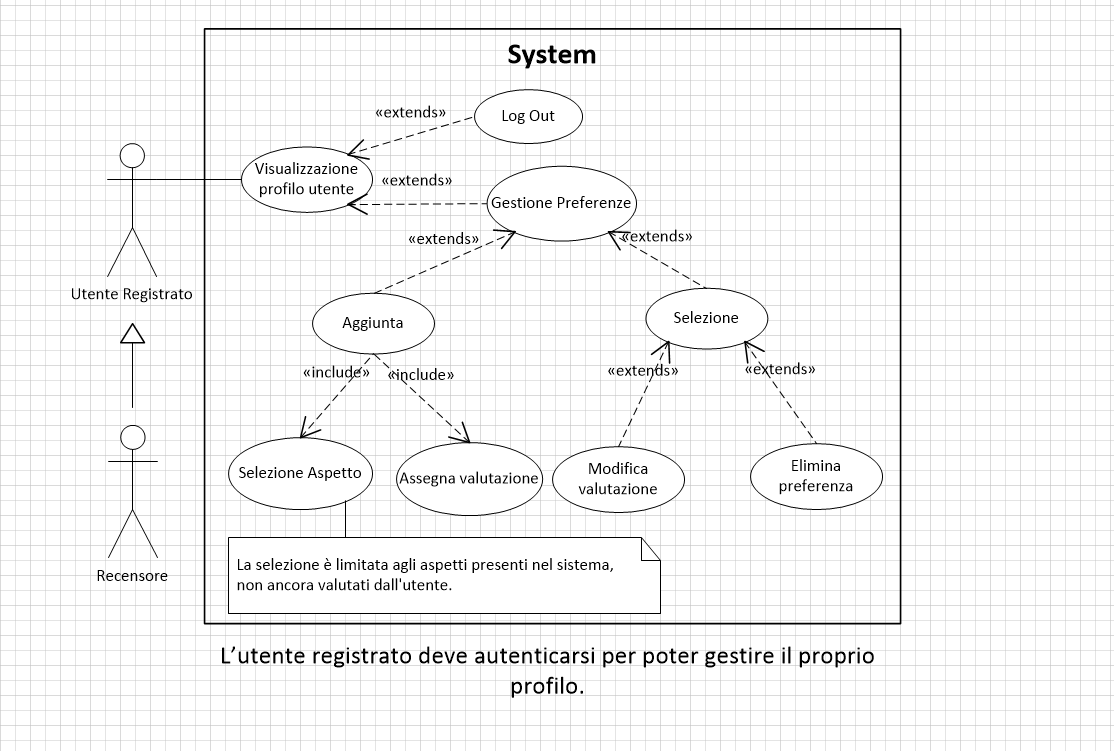 System
«extends»
Log Out
Visualizzazione
profilo utente
«extends»
Gestione Preferenze
«extends»
«extends»
Utente Registrato
Aggiunta
Selezione
«include»
«include»
«extends»
«extends»
Selezione Aspetto
Assegna valutazione
Modifica
valutazione
Elimina
preferenza
Recensore
La selezione è limitata agli aspetti presenti nel sistema,
non ancora valutati dall'utente.
L’utente registrato deve autenticarsi per poter gestire il proprio
profilo.